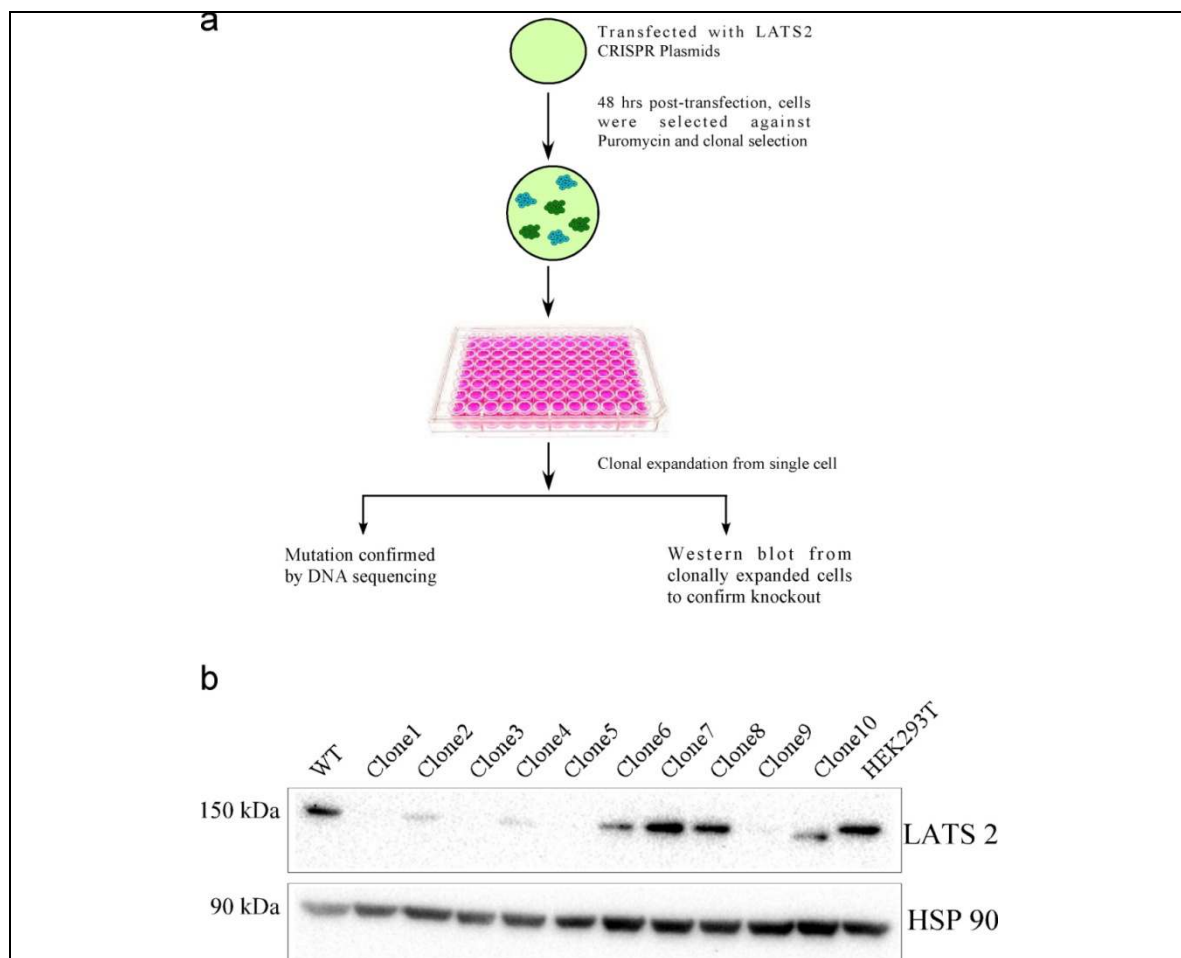 a
Transfected with LATS2
CRISPR Plasmids
48 hrs post-transfection, cells
were selected against
Puromycin and clonal selection
Clonal expandation from single cell
Mutation confirmed
by DNA sequencing
Western blot from
clonally expanded cells
to confirm knockout
b
WT Clone1 Clone2 Clone3 Clone4 Clone5 Clone6 Clone7 Clone8 Clone9 Clone10 HEK293T
150 kDa LATS 2
90 kDa HSP 90